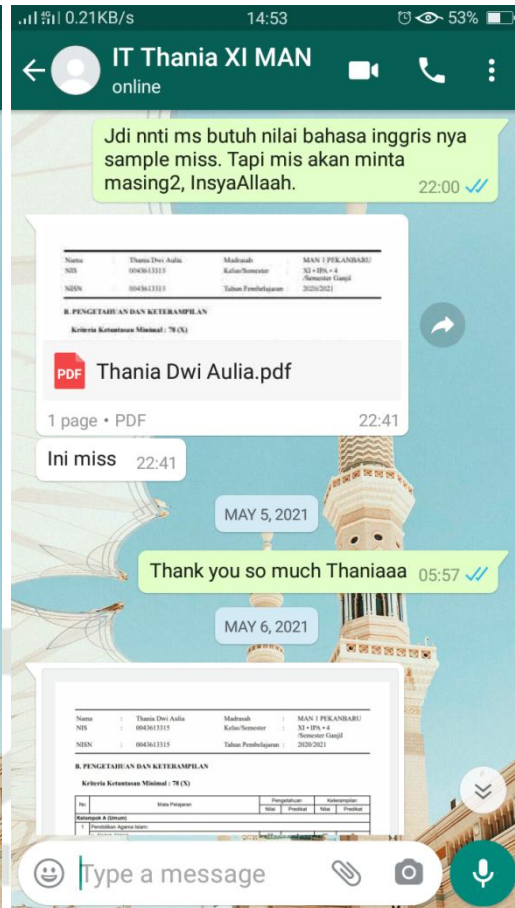 0.21KB/s 14:53 53%
IT Thania XI MAN
online
Jdi nnti ms butuh nilai bahasa inggris nya
sample miss. Tapi mis akan minta
masing2, InsyaAllaah.
22:00
Nama : Thania Dwi Aulia Madrasah : MAN 1 PEKANBARU
NIS : 0043613315 Kelas/Semester : XI • IPA • 4
/Semester Ganjil
NISN : 0043613315 Tahun Pembelajaran : 2020/2021
B. PENGETAHUAN DAN KETERAMPILAN
Kriteria Ketuntasan Minimal : 78 (X)
PDF Thania Dwi Aulia.pdf
1 page • PDF 22:41
Ini miss 22:41
MAY 5, 2021
Thank you so much Thaniaaa 05:57
MAY 6, 2021
Nama : Thania Dwi Aulia Madrasah : MAN 1 PEKANBARU
NIS : 0043613315 Kelas/Semester : XI • IPA • 4
/Semester Ganjil
NISN : 0043613315 Tahun Pembelajaran : 2020/2021
B. PENGETAHUAN DAN KETERAMPILAN
Kriteria Ketuntasan Minimal : 78 (X)
No Mata Pelajaran Pengetahuan Keterampilan
Nilai Predikat Nilai Predikat
Kelompok A (Umum)
1 Pendidikan Agama Islam:
Type a message